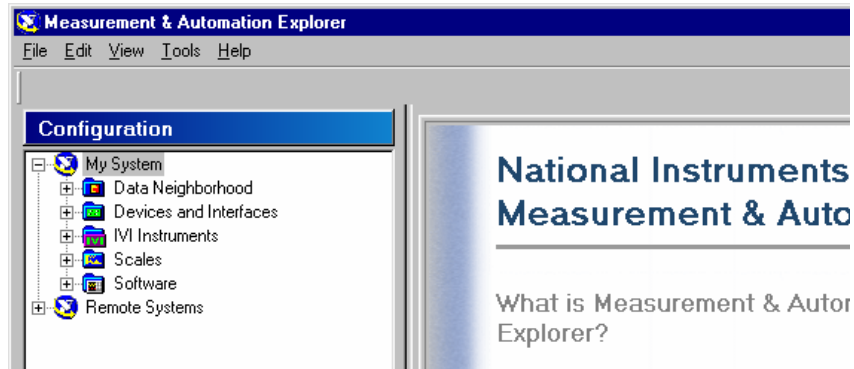 Measurement & Automation Explorer
File Edit View Tools Help
Configuration
My System
Data Neighborhood
Devices and Interfaces
IVI Instruments
Scales
Software
Remote Systems
National Instruments
Measurement & Auto
What is Measurement & Autor
Explorer?